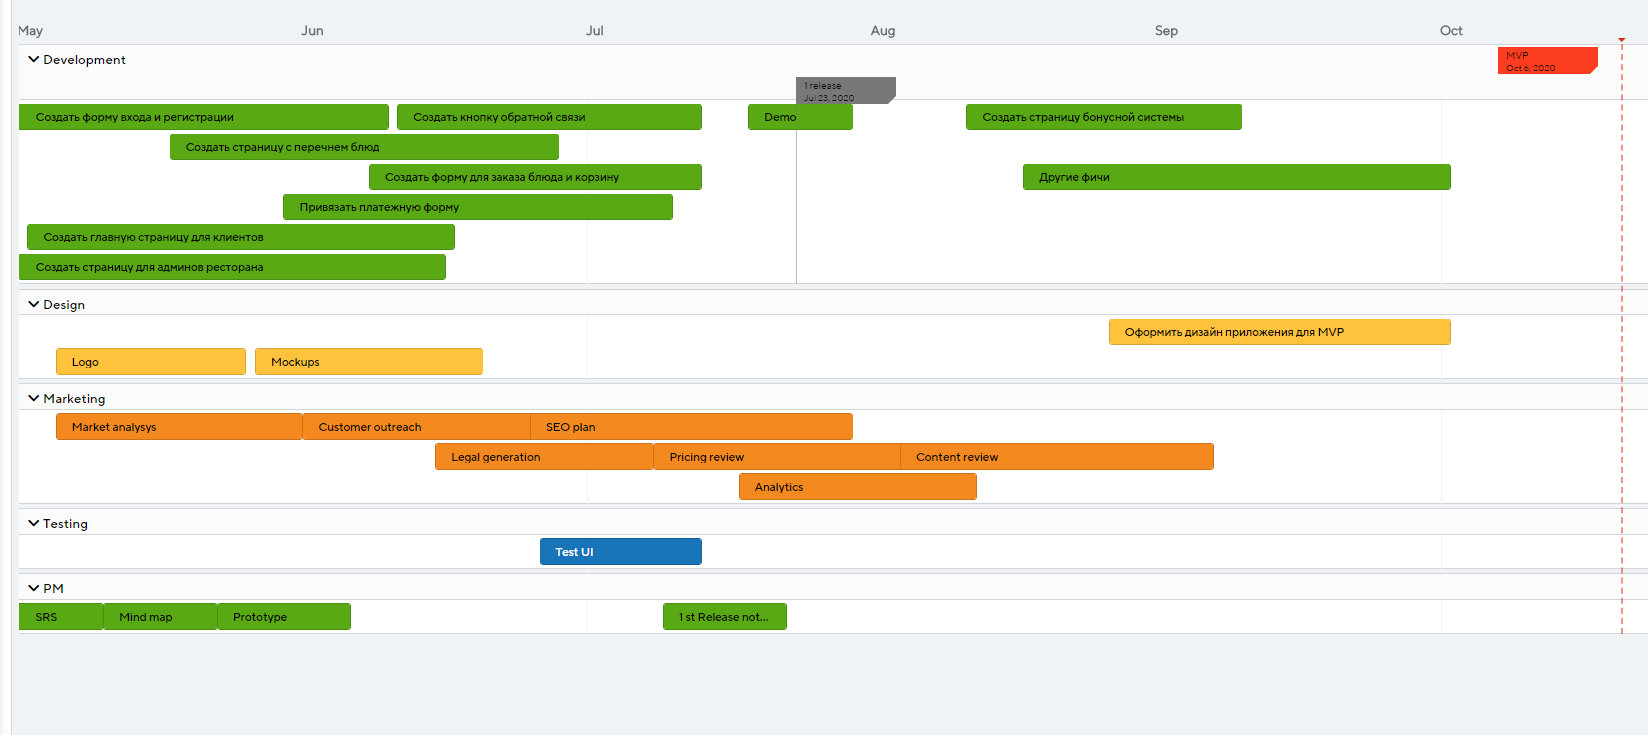 May Jun Jul Aug Sep Oct
Development
MVP
Oct 6, 2020
1 release
Jul 23, 2020
Создать форму входа и регистрации Создать кнопку обратной связи Demo Создать страницу бонусной системы
Создать страницу с перечнем блюд
Создать форму для заказа блюда и корзину Другие фичи
Привязать платежную форму
Создать главную страницу для клиентов
Создать страницу для админов ресторана
Design
Оформить дизайн приложения для MVP
Logo Mockups
Marketing
Market analysys Customer outreach SEO plan
Legal generation Pricing review Content review
Analytics
Testing
Test UI
PM
SRS Mind map Prototype 1 st Release not...